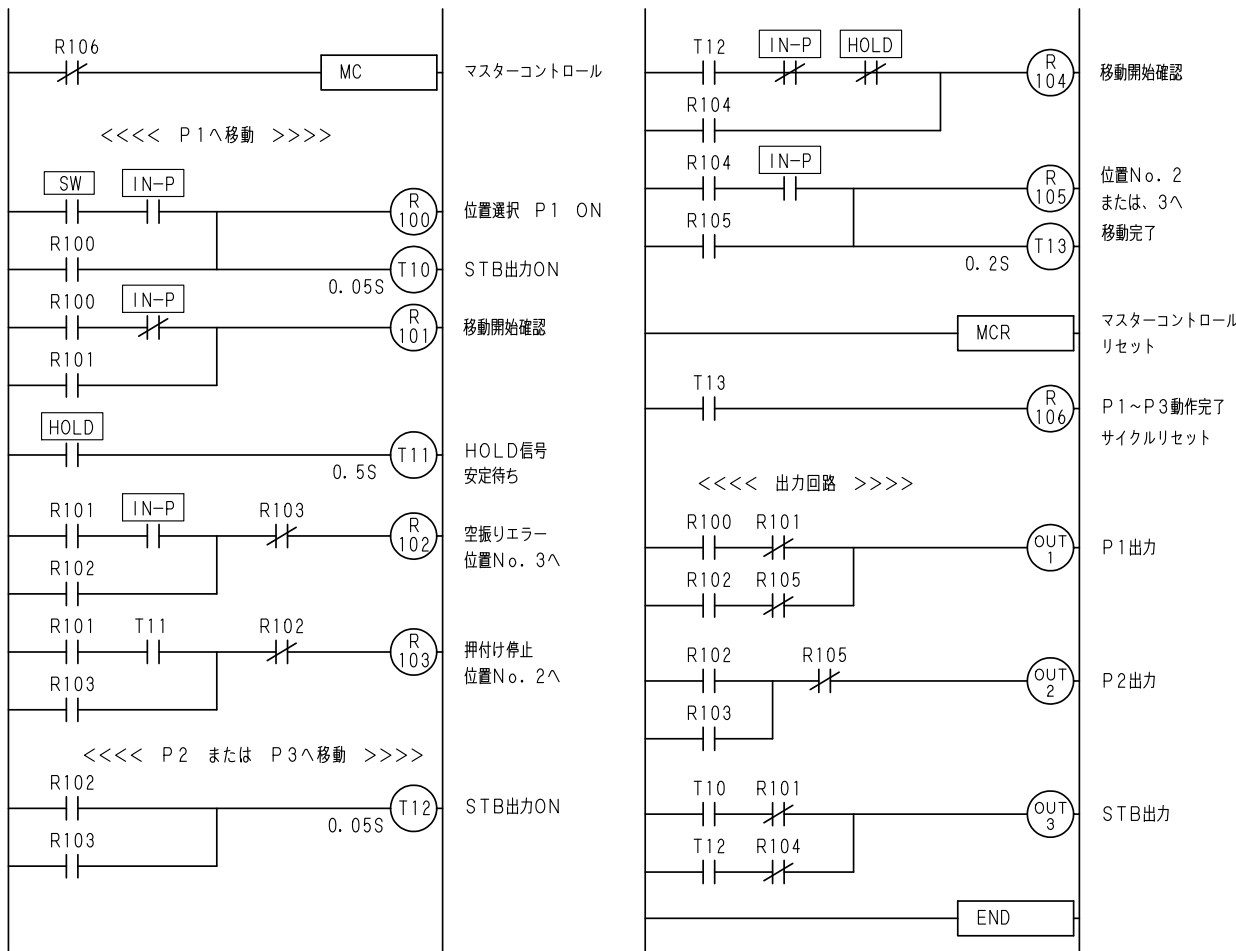 R106
MC
マスターコントロール
<<<< P1へ移動 >>>>
SW IN-P
R
100
位置選択 P1 ON
R100
T10
0.05S
STB出力ON
R100 IN-P
R
101
移動開始確認
R101
HOLD
T11
0.5S
HOLD信号
安定待ち
R101 IN-P R103
R
102
空振りエラー
位置No.3へ
R102
R101 T11 R102
R
103
押付け停止
位置No.2へ
R103
<<<< P2 または P3へ移動 >>>>
R102
T12
0.05S
STB出力ON
R103
T12 IN-P HOLD
R
104
移動開始確認
R104
R104 IN-P
R
105
位置No.2
または、3へ
移動完了
R105
T13
0.2S
MCR
マスターコントロール
リセット
T13
R
106
P1~P3動作完了
サイクルリセット
<<<< 出力回路 >>>>
R100 R101
OUT
1
P1出力
R102 R105
R102 R105
OUT
2
P2出力
R103
T10 R101
OUT
3
STB出力
T12 R104
END